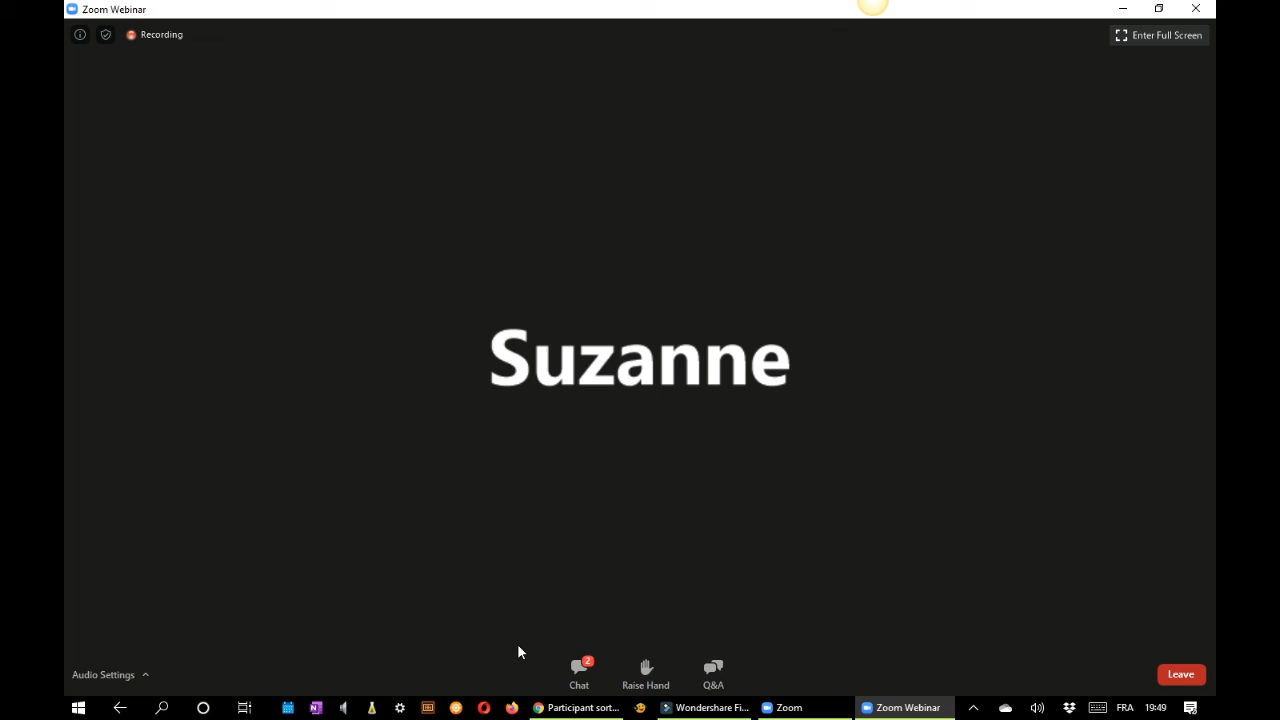 Zoom Webinar
Recording
Enter Full Screen
Suzanne
2
Audio Settings
Chat
Raise Hand
Q&A
Leave
Participant sort...
Wondershare Fi...
Zoom
Zoom Webinar
FRA
19:49